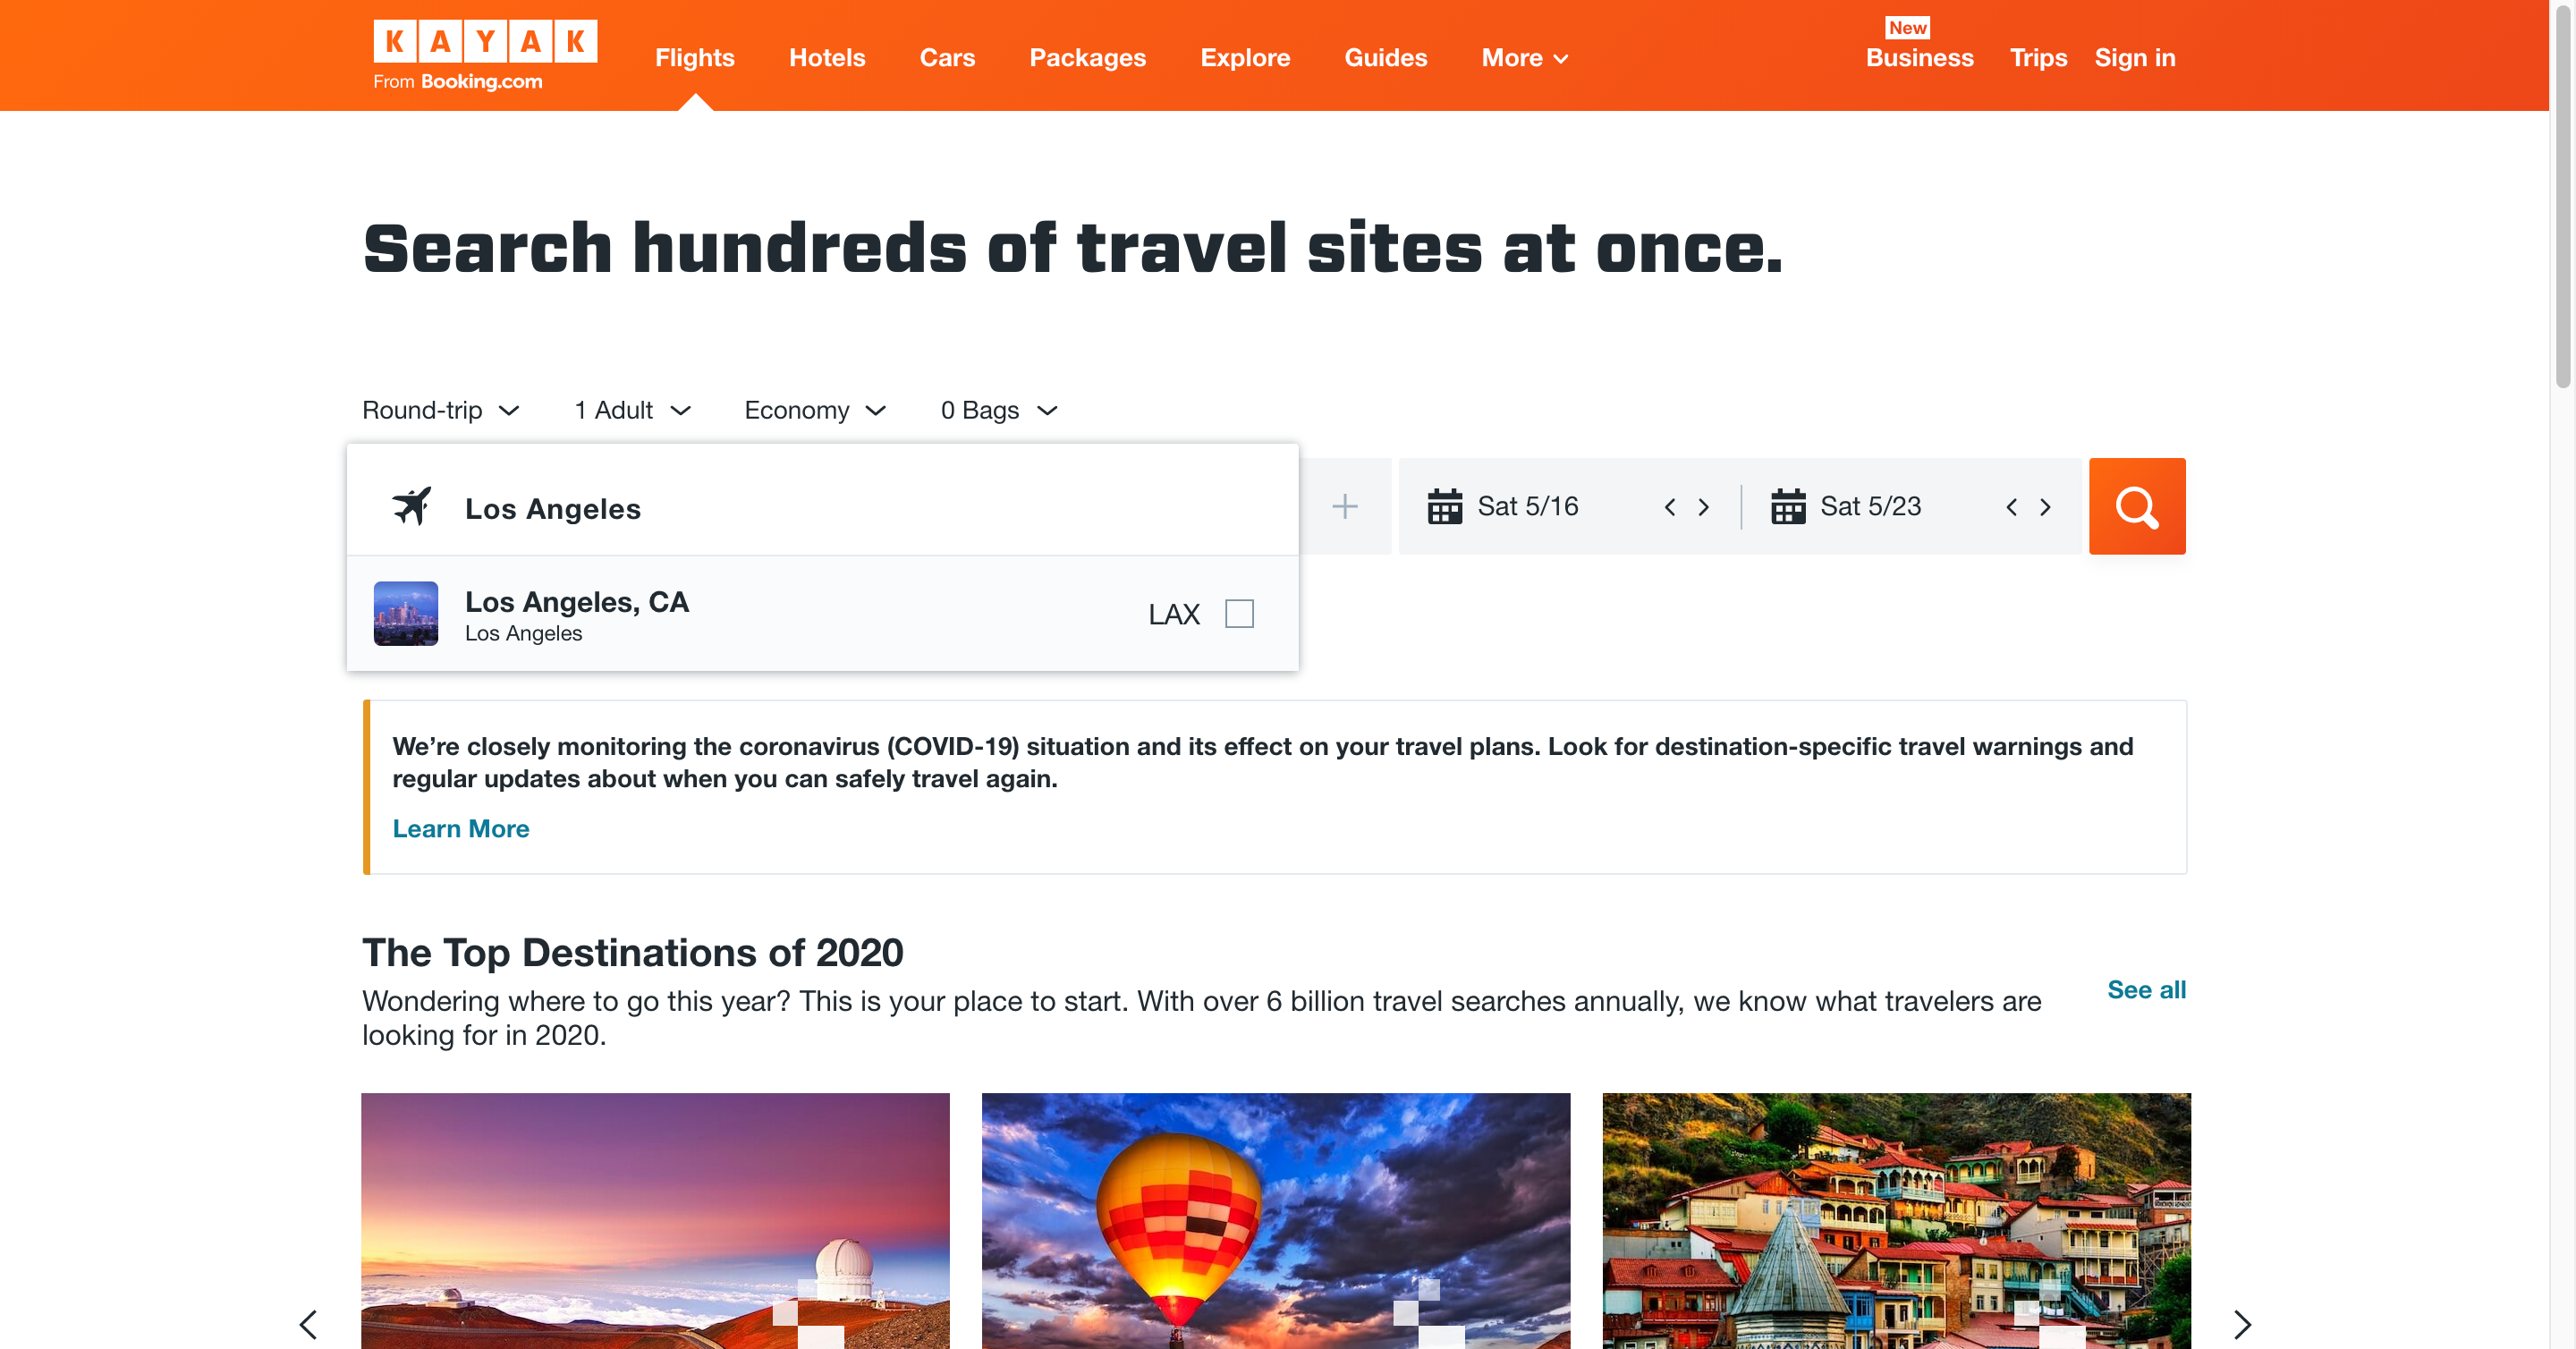 KAYAK
From Booking.com
Flights
Hotels
Cars
Packages
Explore
Guides
More
New
Business
Trips
Sign in
Search hundreds of travel sites at once.
Round-trip
1 Adult
Economy
0 Bags
Los Angeles
Sat 5/16
Sat 5/23
Los Angeles, CA
Los Angeles
LAX
We’re closely monitoring the coronavirus (COVID-19) situation and its effect on your travel plans. Look for destination-specific travel warnings and
regular updates about when you can safely travel again.
Learn More
The Top Destinations of 2020
Wondering where to go this year? This is your place to start. With over 6 billion travel searches annually, we know what travelers are
looking for in 2020.
See all